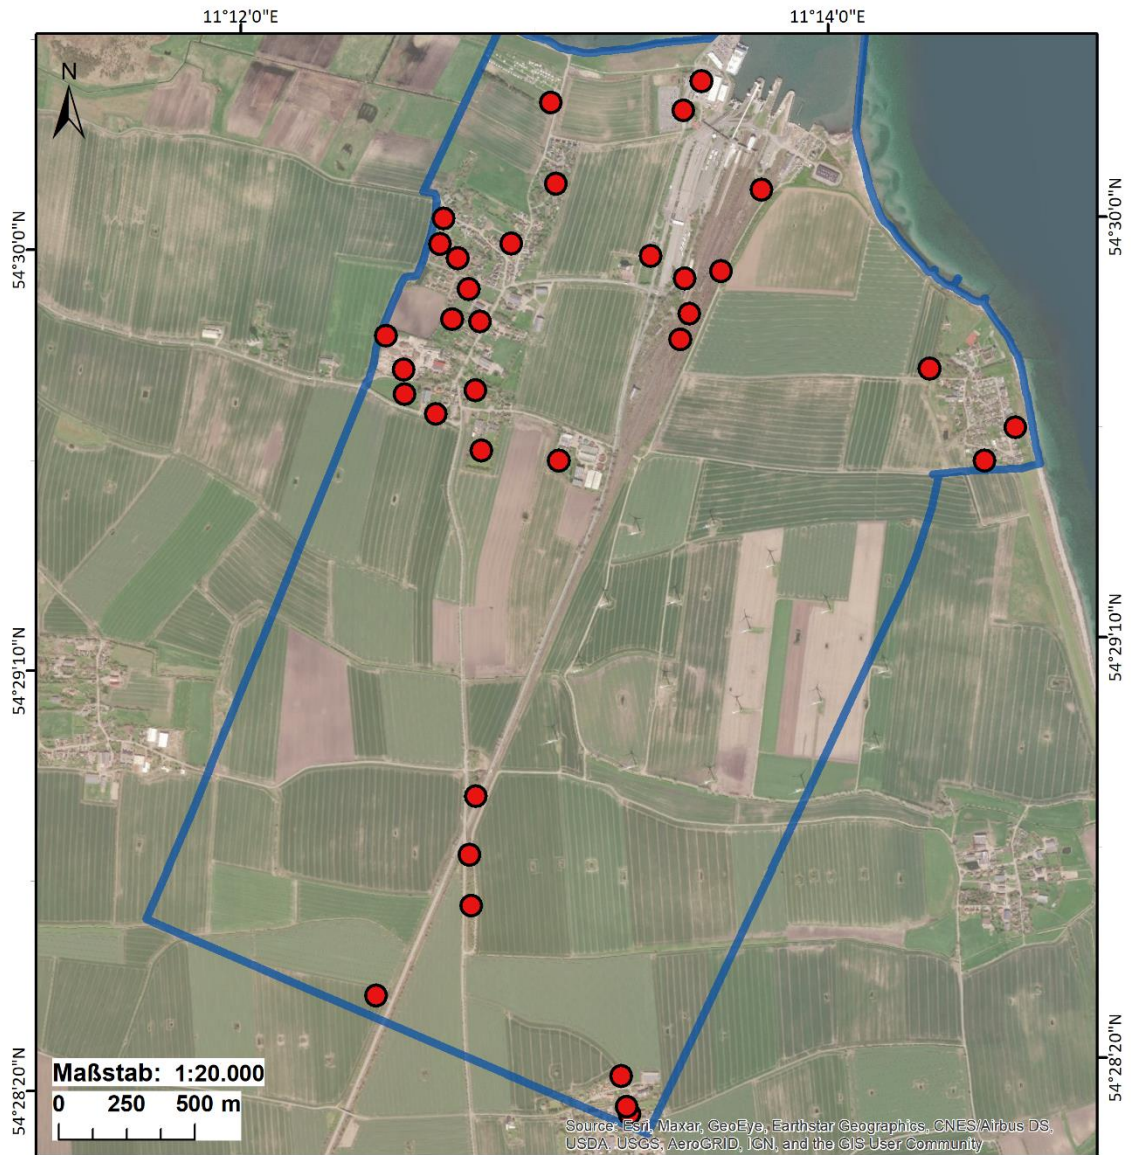 11°12'0"E
11°14'0"E
N
54°30'0"N
54°30'0"N
54°29'10"N
54°29'10"N
54°28'20"N
54°28'20"N
Maßstab: 1:20.000
0 250 500 m
Source: Esri, Maxar, GeoEye, Earthstar Geographics, CNES/Airbus DS,
USDA, USGS, AeroGRID, IGN, and the GIS User Community